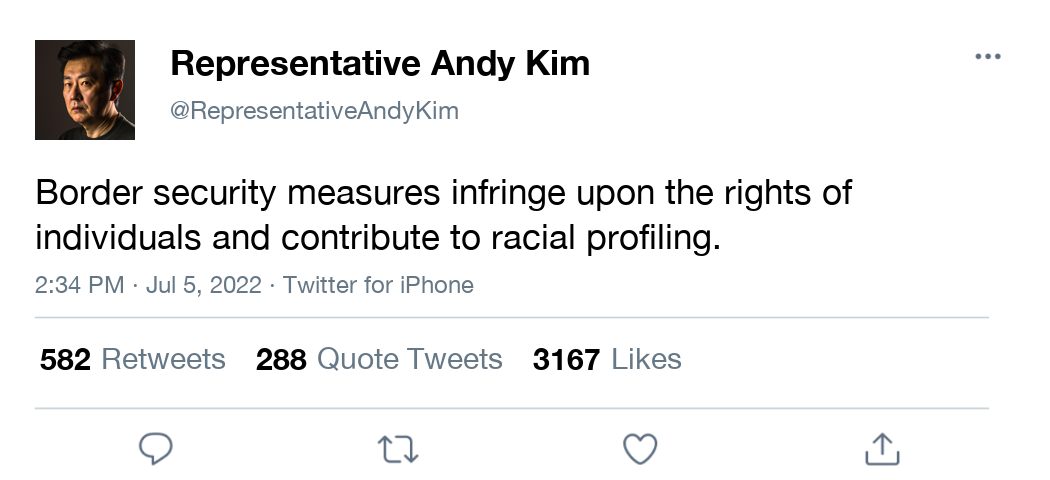 Representative Andy Kim
@RepresentativeAndyKim
Border security measures infringe upon the rights of
individuals and contribute to racial profiling.
2:34 PM · Jul 5, 2022 · Twitter for iPhone
582 Retweets 288 Quote Tweets 3167 Likes